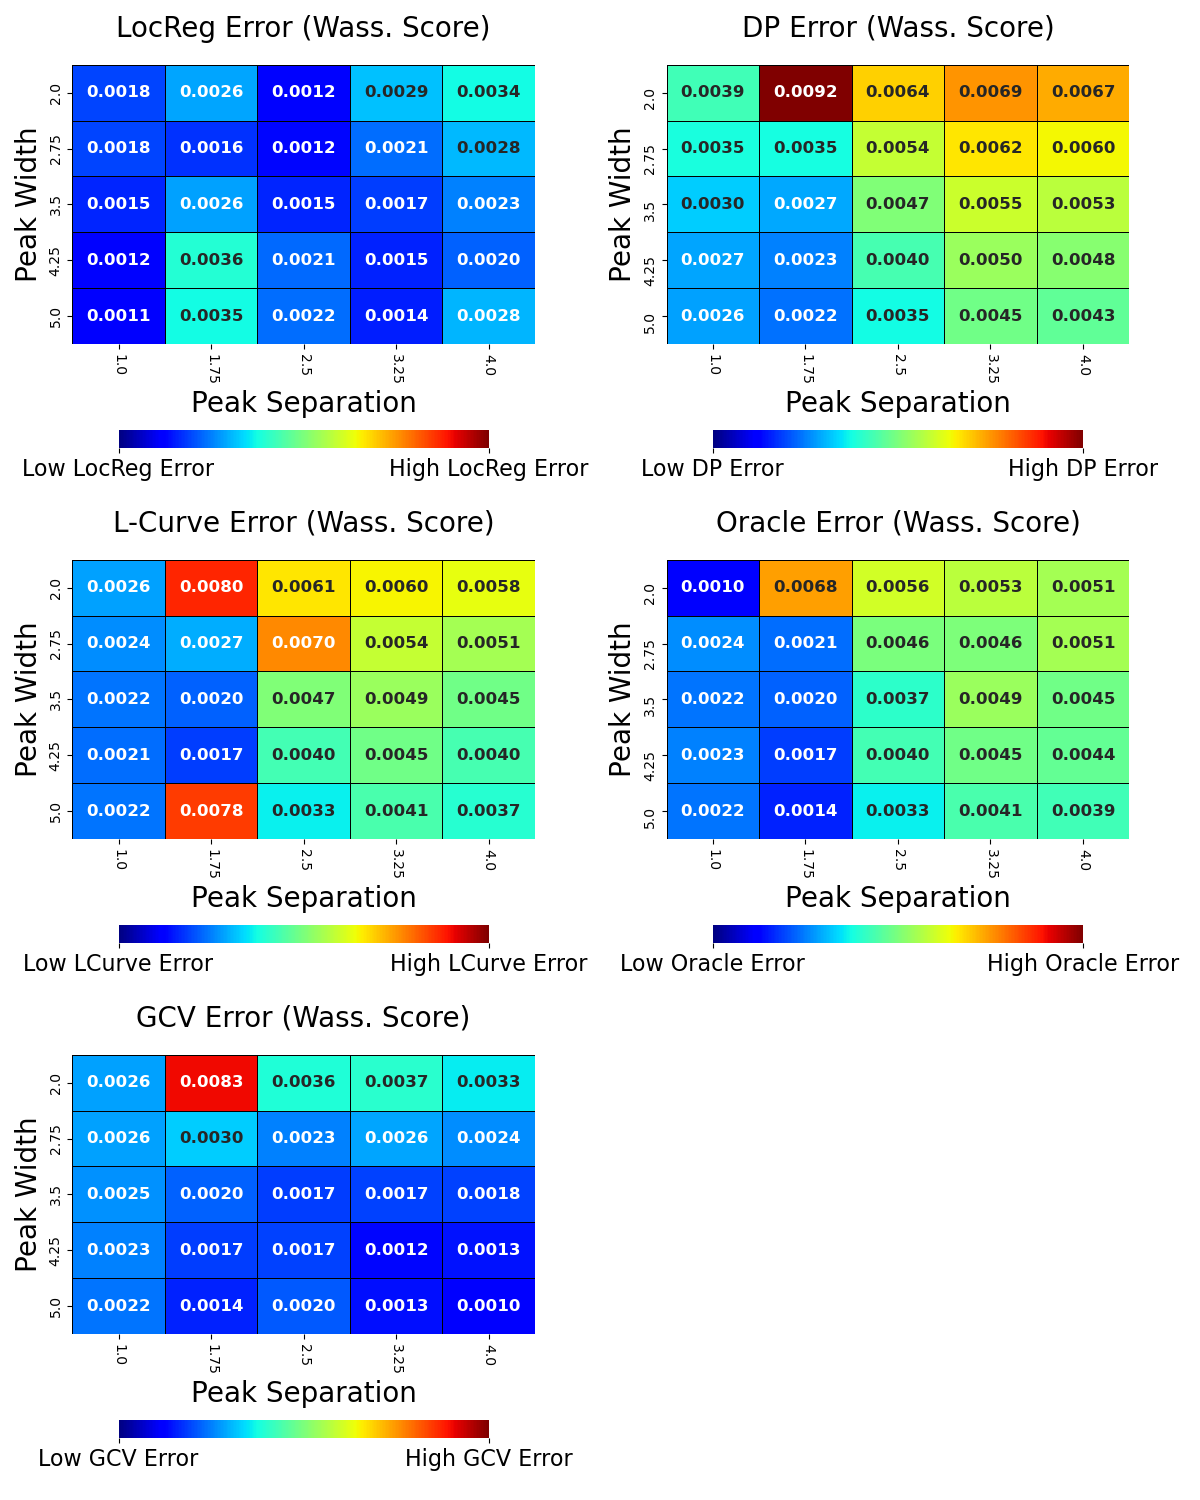 LocReg Error (Wass. Score)
Peak Width
2.0 0.0018 0.0026 0.0012 0.0029 0.0034
2.75 0.0018 0.0016 0.0012 0.0021 0.0028
3.5 0.0015 0.0026 0.0015 0.0017 0.0023
4.25 0.0012 0.0036 0.0021 0.0015 0.0020
5.0 0.0011 0.0035 0.0022 0.0014 0.0028
1.0 1.75 2.5 3.25 4.0
Peak Separation
Low LocReg Error High LocReg Error
DP Error (Wass. Score)
Peak Width
2.0 0.0039 0.0092 0.0064 0.0069 0.0067
2.75 0.0035 0.0035 0.0054 0.0062 0.0060
3.5 0.0030 0.0027 0.0047 0.0055 0.0053
4.25 0.0027 0.0023 0.0040 0.0050 0.0048
5.0 0.0026 0.0022 0.0035 0.0045 0.0043
1.0 1.75 2.5 3.25 4.0
Peak Separation
Low DP Error High DP Error
L-Curve Error (Wass. Score)
Peak Width
2.0 0.0026 0.0080 0.0061 0.0060 0.0058
2.75 0.0024 0.0027 0.0070 0.0054 0.0051
3.5 0.0022 0.0020 0.0047 0.0049 0.0045
4.25 0.0021 0.0017 0.0040 0.0045 0.0040
5.0 0.0022 0.0078 0.0033 0.0041 0.0037
1.0 1.75 2.5 3.25 4.0
Peak Separation
Low LCurve Error High LCurve Error
Oracle Error (Wass. Score)
Peak Width
2.0 0.0010 0.0068 0.0056 0.0053 0.0051
2.75 0.0024 0.0021 0.0046 0.0046 0.0051
3.5 0.0022 0.0020 0.0037 0.0049 0.0045
4.25 0.0023 0.0017 0.0040 0.0045 0.0044
5.0 0.0022 0.0014 0.0033 0.0041 0.0039
1.0 1.75 2.5 3.25 4.0
Peak Separation
Low Oracle Error High Oracle Error
GCV Error (Wass. Score)
Peak Width
2.0 0.0026 0.0083 0.0036 0.0037 0.0033
2.75 0.0026 0.0030 0.0023 0.0026 0.0024
3.5 0.0025 0.0020 0.0017 0.0017 0.0018
4.25 0.0023 0.0017 0.0017 0.0012 0.0013
5.0 0.0022 0.0014 0.0020 0.0013 0.0010
1.0 1.75 2.5 3.25 4.0
Peak Separation
Low GCV Error High GCV Error